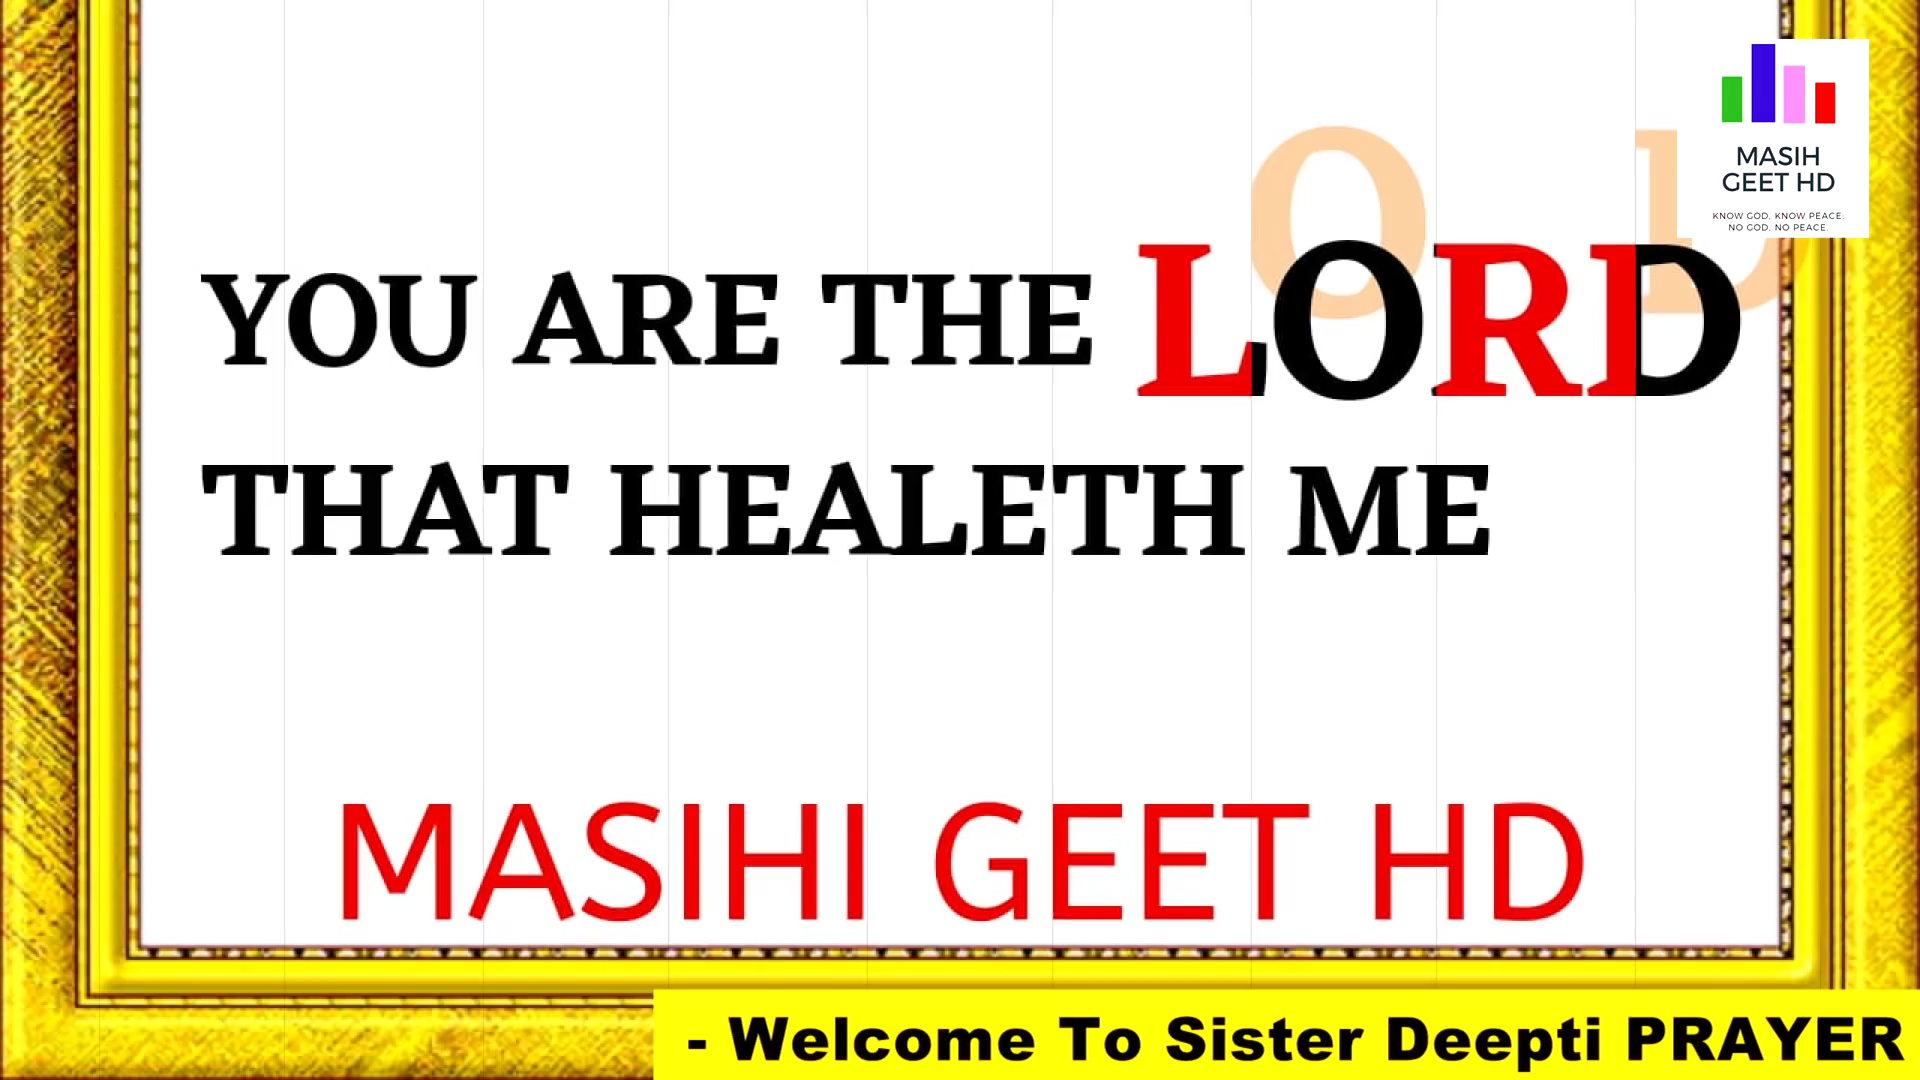 MASIH
GEET HD
KNOW GOD. KNOW PEACE:
NO GOD. NO PEACE.
YOU ARE THE LORD
THAT HEALETH ME
MASIHI GEET HD
- Welcome To Sister Deepti PRAYER